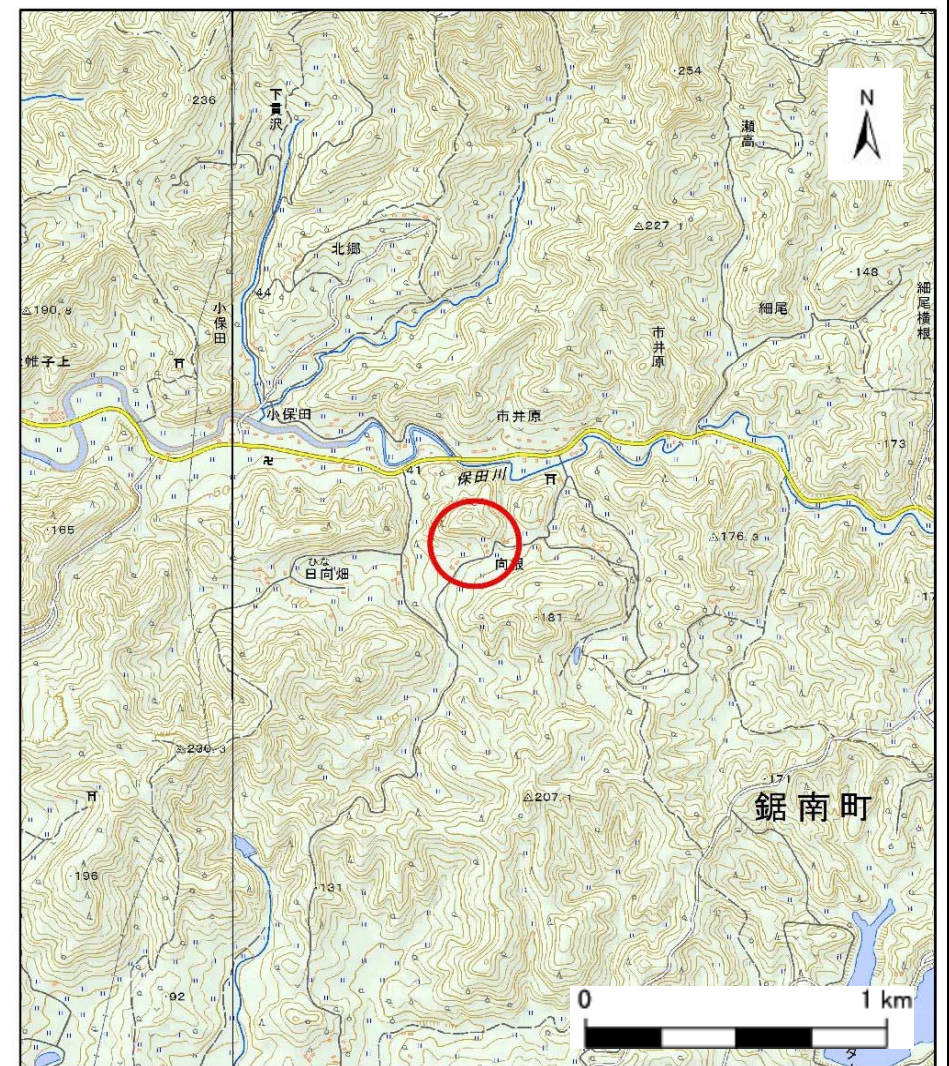 236
下貫沢
・254
瀬高
N
北郷
△227.1
・148
44
小保田
細尾
細尾横根
△190.8
市井原
帷子上
小保田
市井原
・173
41
保田川
・165
△176.3
ひな
日向畑
向根
・181
17
△230.3
・171
△207.1
鋸南町
・196
・131
・92
0
1 km
タ